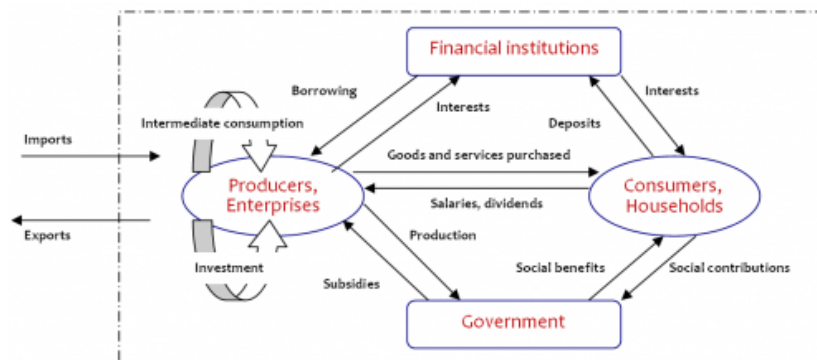 Financial institutions
Borrowing
Interests
Interests
Intermediate consumption
Deposits
Imports
Goods and services purchased
Producers,
Enterprises
Consumers,
Households
Salaries, dividends
Exports
Production
Investment
Social benefits
Social contributions
Subsidies
Government